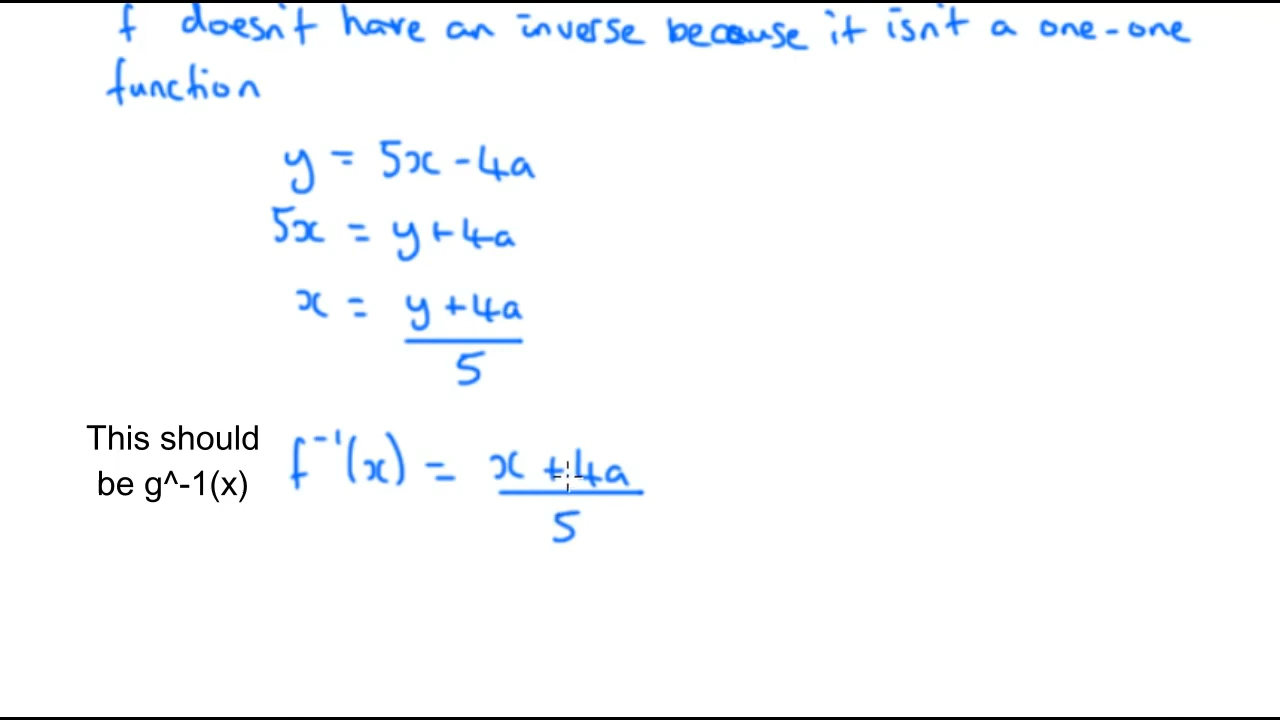 f doesn't have an inverse because it isn't a one-one
function
y = 5x - 4a
5x = y + 4a
x = y + 4a
5
This should
be g^-1(x)
f⁻¹(x) = x + 4a
5